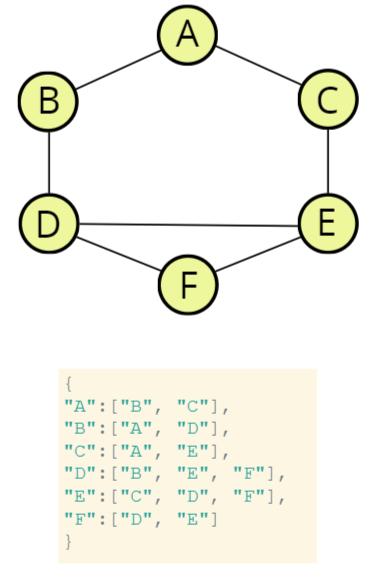 A
B
C
D
E
F
{
"A":["B", "C"],
"B":["A", "D"],
"C":["A", "E"],
"D":["B", "E", "F"],
"E":["C", "D", "F"],
"F":["D", "E"]
}